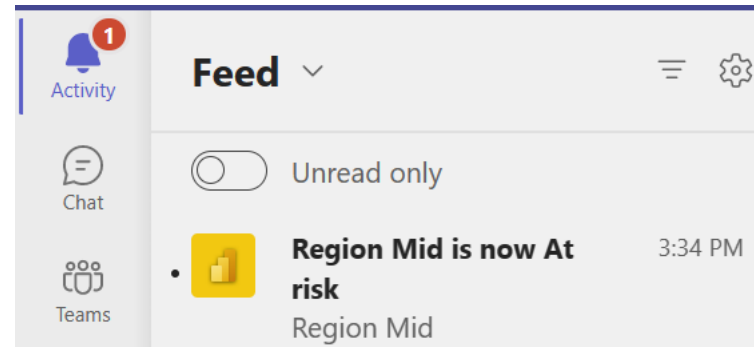 1
Activity
Feed
Unread only
Chat
Region Mid is now At
risk
3:34 PM
Region Mid
Teams